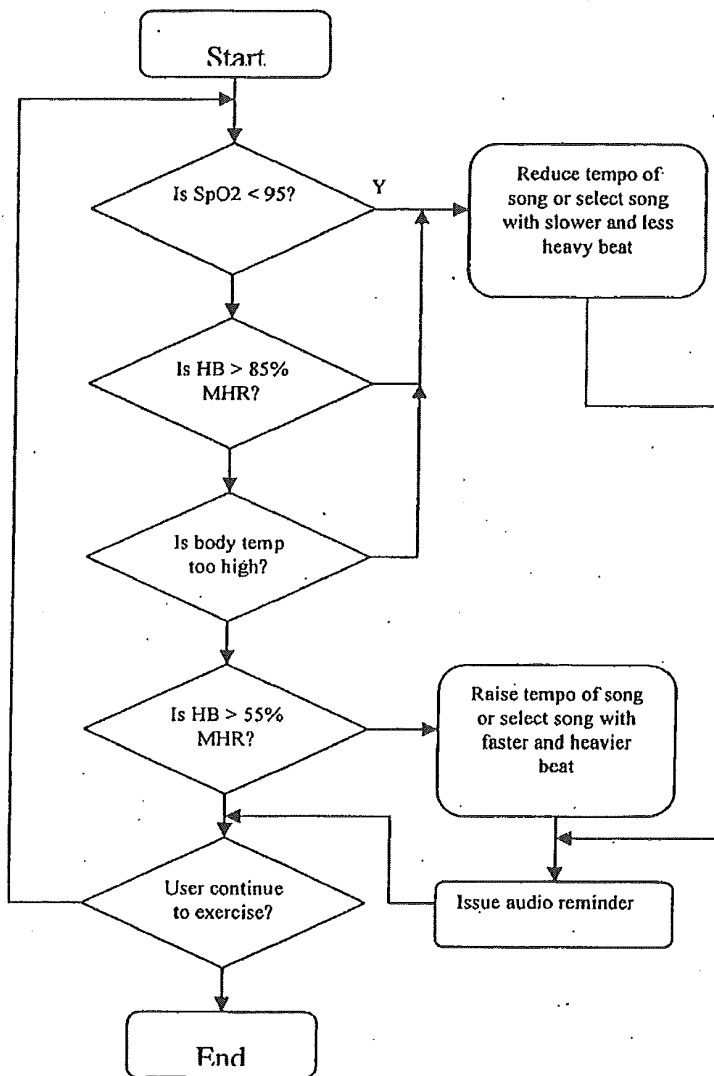 Start
Is SpO2 < 95?
Y
Reduce tempo of
song or select song
with slower and less
heavy beat
Is HB > 85%
MHR?
Is body temp
too high?
Is HB > 55%
MHR?
Raise tempo of song
or select song with
faster and heavier
beat
User continue
to exercise?
Issue audio reminder
End